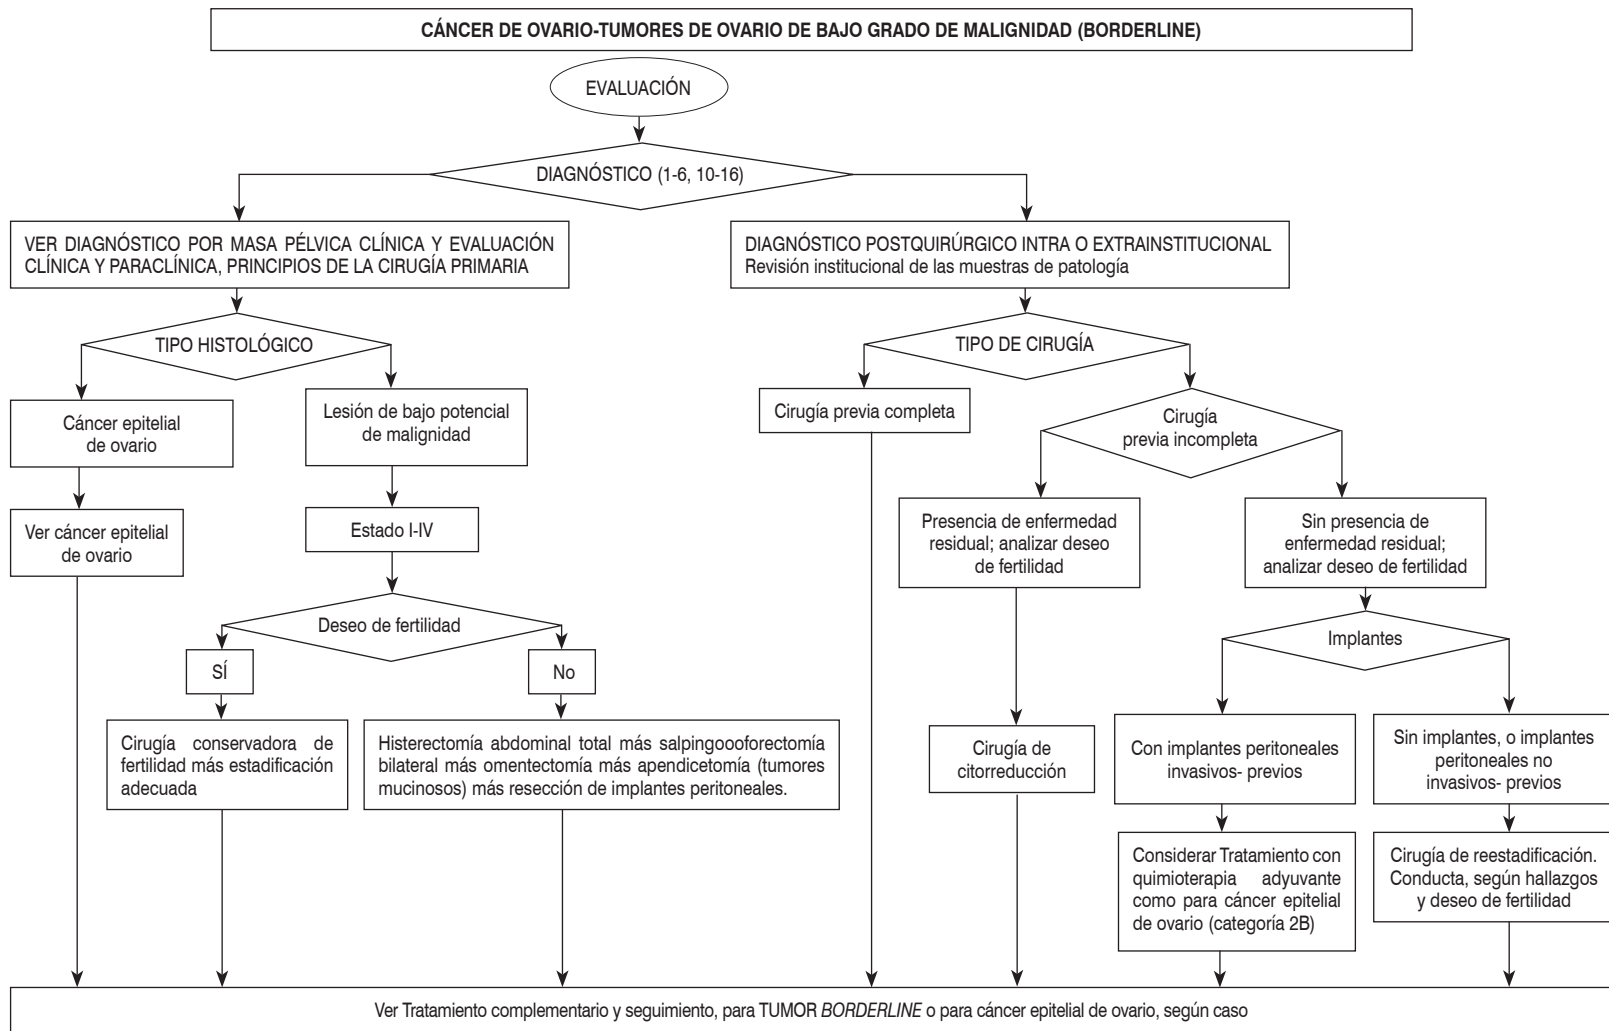 CÁNCER DE OVARIO-TUMORES DE OVARIO DE BAJO GRADO DE MALIGNIDAD (BORDERLINE)
EVALUACIÓN
DIAGNÓSTICO (1-6, 10-16)
VER DIAGNÓSTICO POR MASA PÉLVICA CLÍNICA Y EVALUACIÓN
CLÍNICA Y PARACLÍNICA, PRINCIPIOS DE LA CIRUGÍA PRIMARIA
TIPO HISTOLÓGICO
Cáncer epitelial
de ovario
Ver cáncer epitelial
de ovario
Lesión de bajo potencial
de malignidad
Estado I-IV
Deseo de fertilidad
SÍ
No
Cirugía conservadora de
fertilidad más estadificación
adecuada
Histerectomía abdominal total más salpingoooforectomía
bilateral más omentectomía más apendicetomía (tumores
mucinosos) más resección de implantes peritoneales.
DIAGNÓSTICO POSTQUIRÚRGICO INTRA O EXTRAINSTITUCIONAL
Revisión institucional de las muestras de patología
TIPO DE CIRUGÍA
Cirugía previa completa
Cirugía
previa incompleta
Presencia de enfermedad
residual; analizar deseo
de fertilidad
Sin presencia de
enfermedad residual;
analizar deseo de fertilidad
Implantes
Cirugía de
citorreducción
Con implantes peritoneales
invasivos- previos
Sin implantes, o implantes
peritoneales no
invasivos- previos
Considerar Tratamiento con
quimioterapia adyuvante
como para cáncer epitelial
de ovario (categoría 2B)
Cirugía de reestadificación.
Conducta, según hallazgos
y deseo de fertilidad
Ver Tratamiento complementario y seguimiento, para TUMOR BORDERLINE o para cáncer epitelial de ovario, según caso